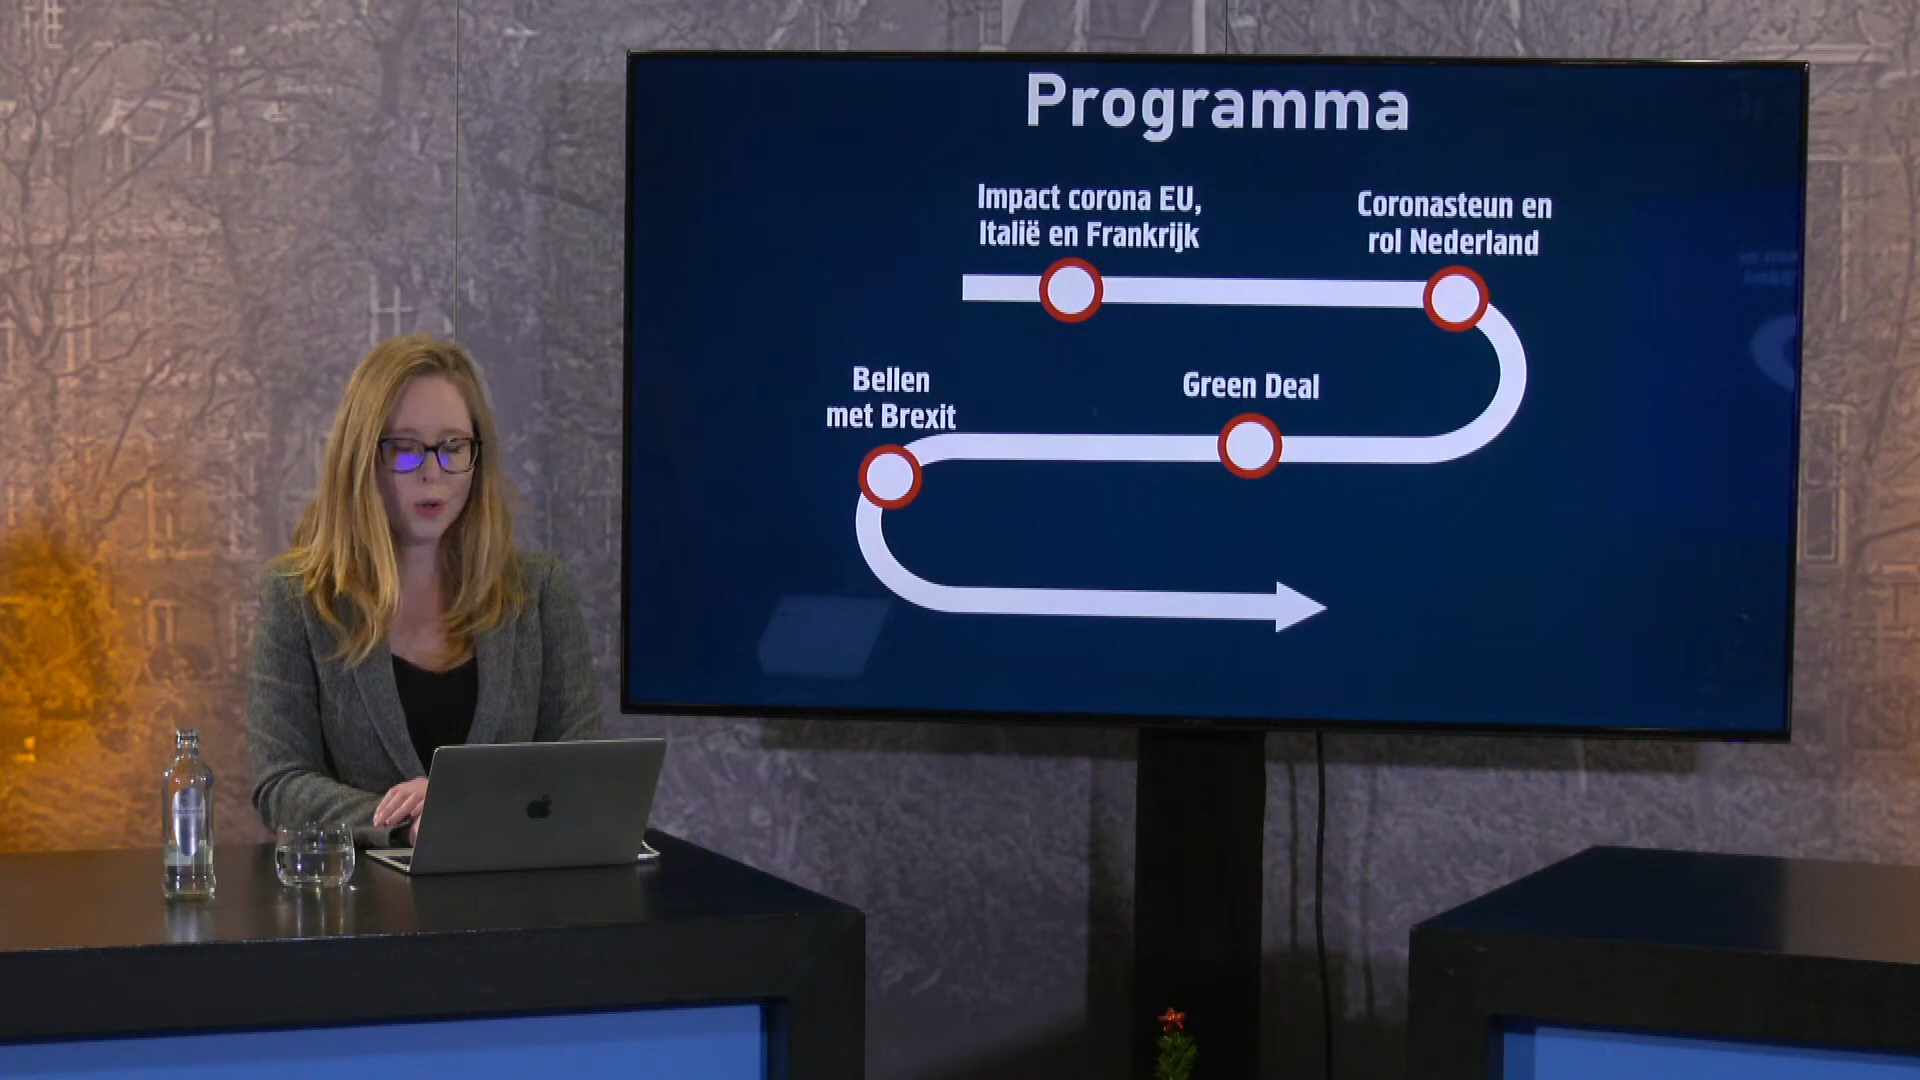 Programma
Impact corona EU,
Italië en Frankrijk
Coronasteun en
rol Nederland
Green Deal
Bellen
met Brexit